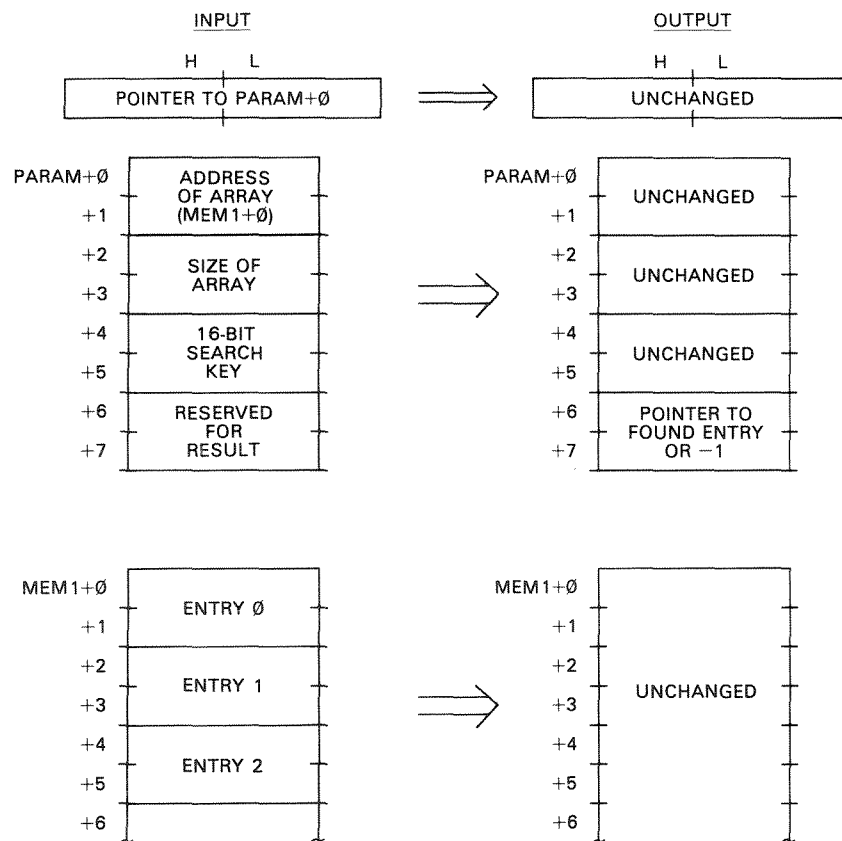 INPUT
H L
POINTER TO PARAM+Ø
PARAM+Ø
+1
+2
+3
+4
+5
+6
+7
ADDRESS
OF ARRAY
(MEM1+Ø)
SIZE OF
ARRAY
16-BIT
SEARCH
KEY
RESERVED
FOR
RESULT
OUTPUT
H L
UNCHANGED
PARAM+Ø
+1
+2
+3
+4
+5
+6
+7
UNCHANGED
UNCHANGED
UNCHANGED
POINTER TO
FOUND ENTRY
OR −1
MEM1+Ø
+1
+2
+3
+4
+5
+6
ENTRY Ø
ENTRY 1
ENTRY 2
MEM1+Ø
+1
+2
+3
+4
+5
+6
UNCHANGED